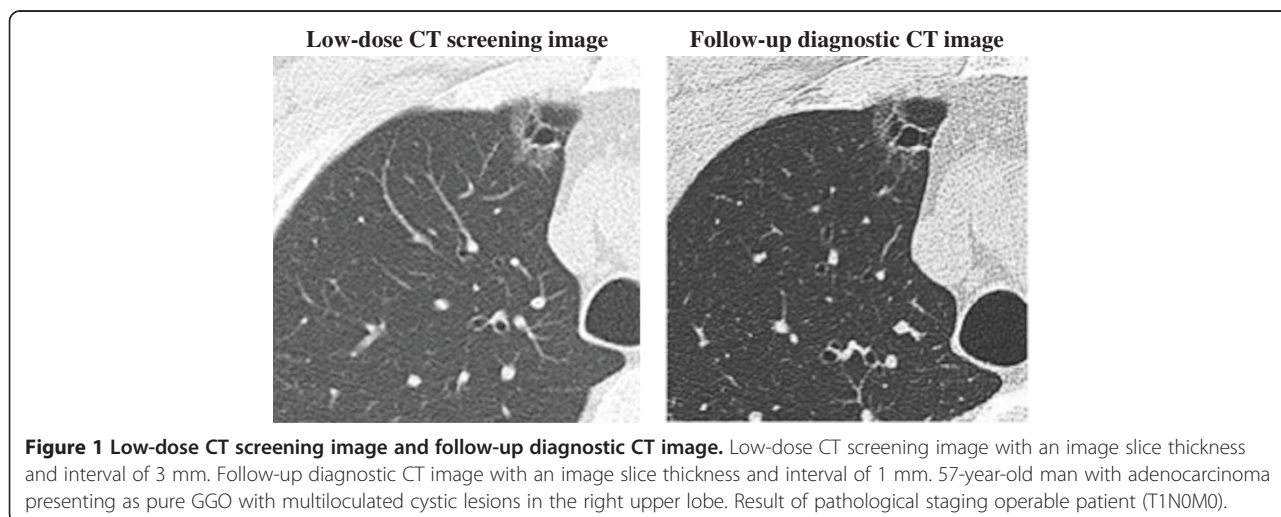 Low-dose CT screening image
Follow-up diagnostic CT image
Figure 1 Low-dose CT screening image and follow-up diagnostic CT image. Low-dose CT screening image with an image slice thickness
and interval of 3 mm. Follow-up diagnostic CT image with an image slice thickness and interval of 1 mm. 57-year-old man with adenocarcinoma
presenting as pure GGO with multiloculated cystic lesions in the right upper lobe. Result of pathological staging operable patient (T1N0M0).